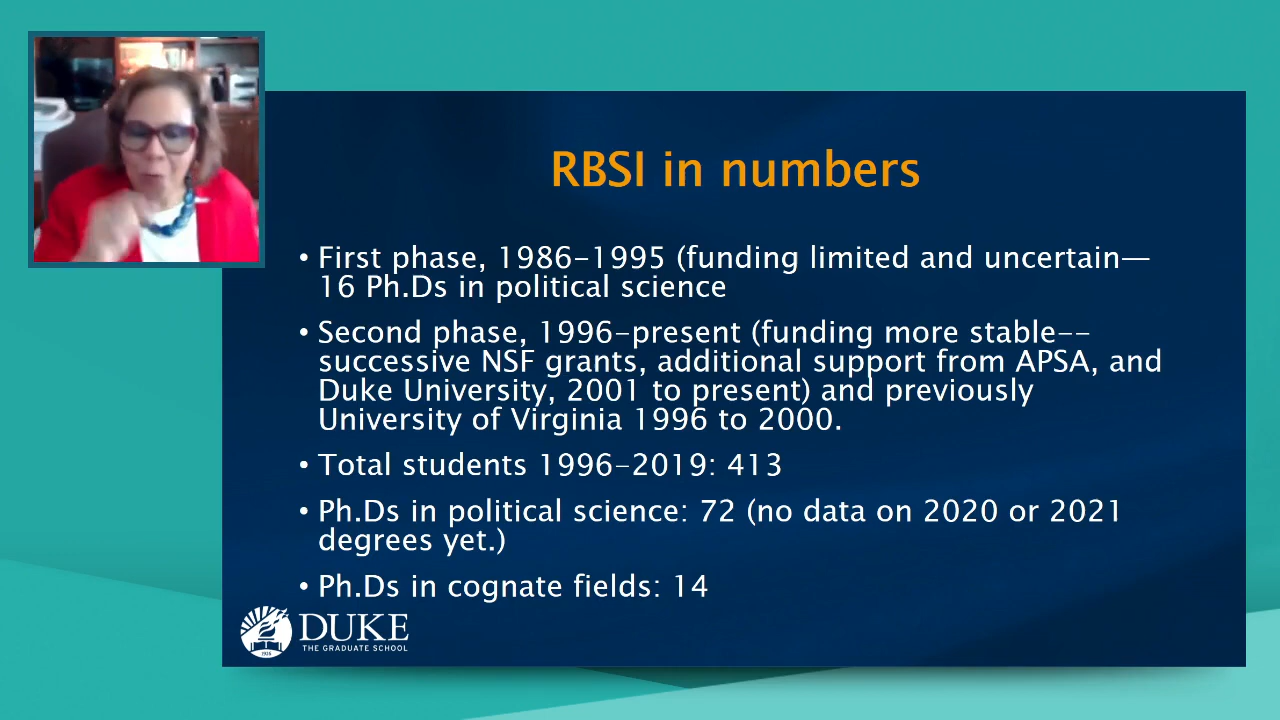 RBSI in numbers
• First phase, 1986–1995 (funding limited and uncertain—
16 Ph.Ds in political science
• Second phase, 1996–present (funding more stable--
successive NSF grants, additional support from APSA, and
Duke University, 2001 to present) and previously
University of Virginia 1996 to 2000.
• Total students 1996–2019: 413
• Ph.Ds in political science: 72 (no data on 2020 or 2021
degrees yet.)
• Ph.Ds in cognate fields: 14
DUKE
THE GRADUATE SCHOOL
1926